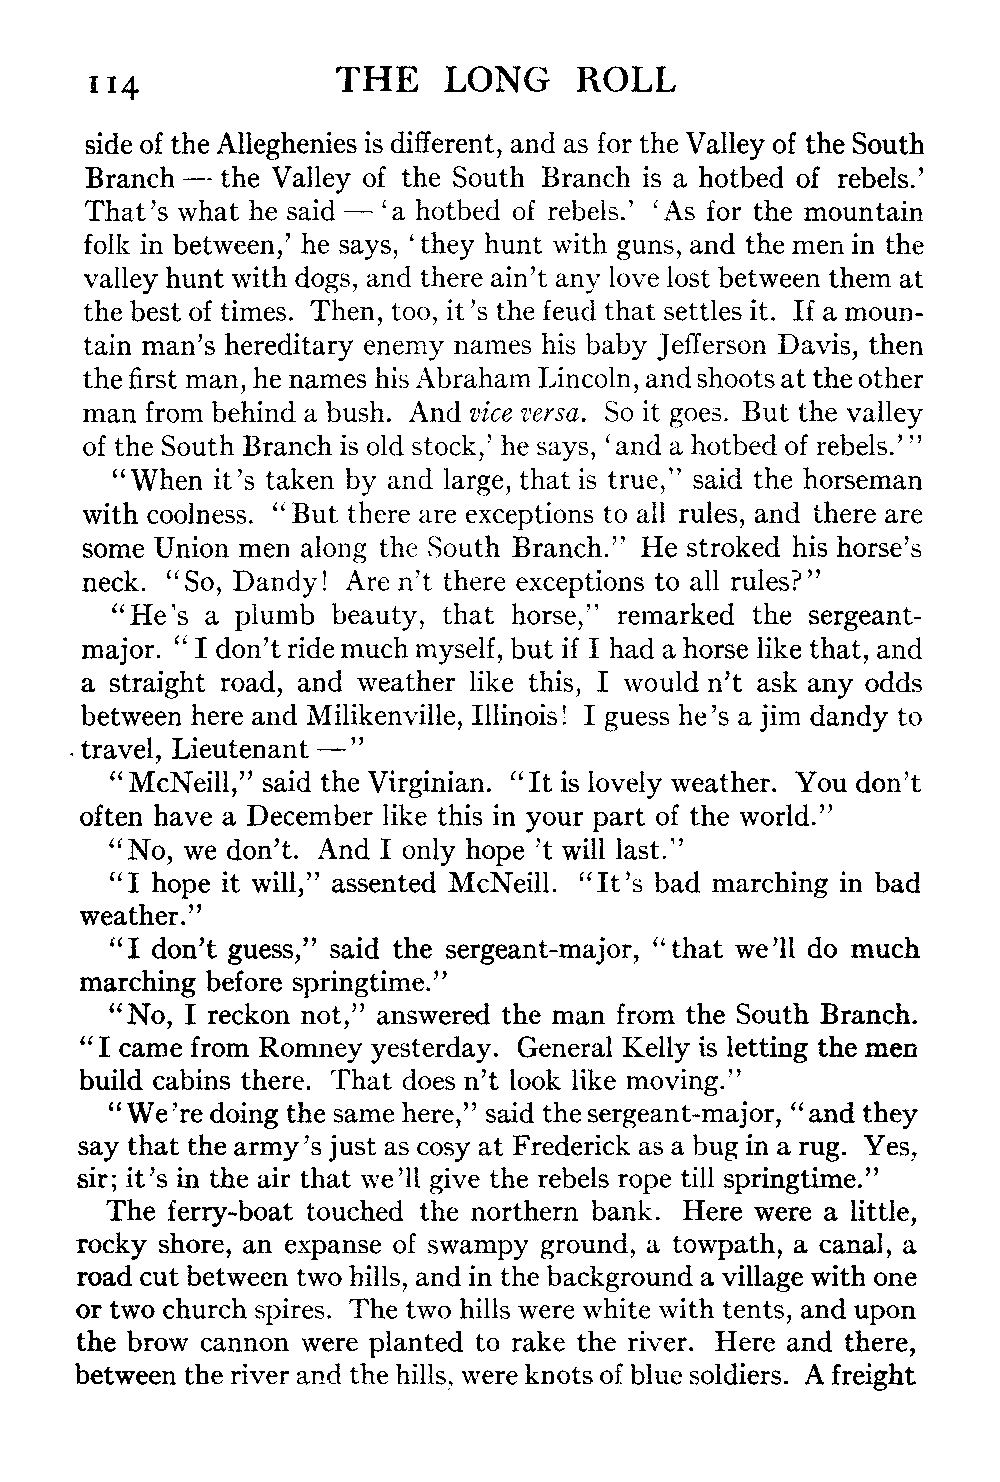 114 THE LONG ROLL
side of the Alleghenies is different, and as for the Valley of the South
Branch — the Valley of the South Branch is a hotbed of rebels.'
That's what he said — 'a hotbed of rebels.' 'As for the mountain
folk in between,' he says, 'they hunt with guns, and the men in the
valley hunt with dogs, and there ain't any love lost between them at
the best of times. Then, too, it's the feud that settles it. If a moun-
tain man's hereditary enemy names his baby Jefferson Davis, then
the first man, he names his Abraham Lincoln, and shoots at the other
man from behind a bush. And vice versa. So it goes. But the valley
of the South Branch is old stock,' he says, 'and a hotbed of rebels.'"
"When it's taken by and large, that is true," said the horseman
with coolness. "But there are exceptions to all rules, and there are
some Union men along the South Branch." He stroked his horse's
neck. "So, Dandy! Are n't there exceptions to all rules?"
"He's a plumb beauty, that horse," remarked the sergeant-
major. "I don't ride much myself, but if I had a horse like that, and
a straight road, and weather like this, I would n't ask any odds
between here and Milikenville, Illinois! I guess he's a jim dandy to
travel, Lieutenant —"
"McNeill," said the Virginian. "It is lovely weather. You don't
often have a December like this in your part of the world."
"No, we don't. And I only hope 't will last."
"I hope it will," assented McNeill. "It's bad marching in bad
weather."
"I don't guess," said the sergeant-major, "that we'll do much
marching before springtime."
"No, I reckon not," answered the man from the South Branch.
"I came from Romney yesterday. General Kelly is letting the men
build cabins there. That does n't look like moving."
"We're doing the same here," said the sergeant-major, "and they
say that the army's just as cosy at Frederick as a bug in a rug. Yes,
sir; it's in the air that we'll give the rebels rope till springtime."
The ferry-boat touched the northern bank. Here were a little,
rocky shore, an expanse of swampy ground, a towpath, a canal, a
road cut between two hills, and in the background a village with one
or two church spires. The two hills were white with tents, and upon
the brow cannon were planted to rake the river. Here and there,
between the river and the hills, were knots of blue soldiers. A freight